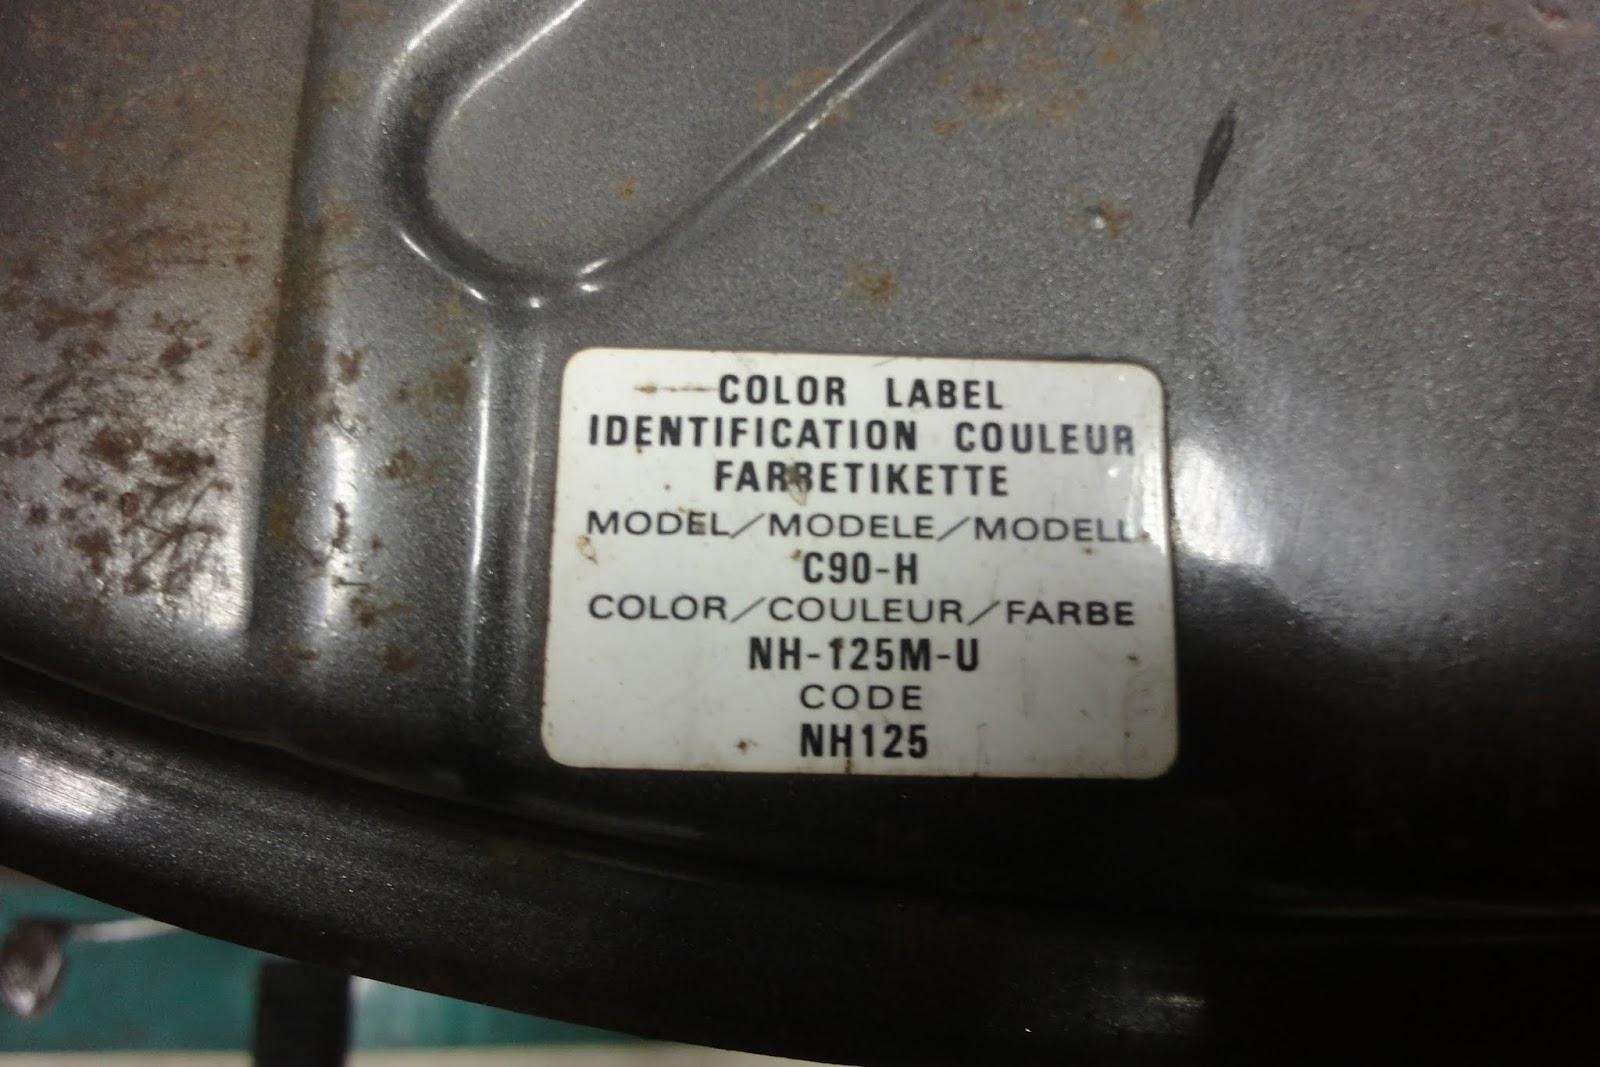 COLOR LABEL
IDENTIFICATION COULEUR
FARBETIKETTE
MODEL/MODELE/MODELL
C90-H
COLOR/COULEUR/FARBE
NH-125M-U
CODE
NH125